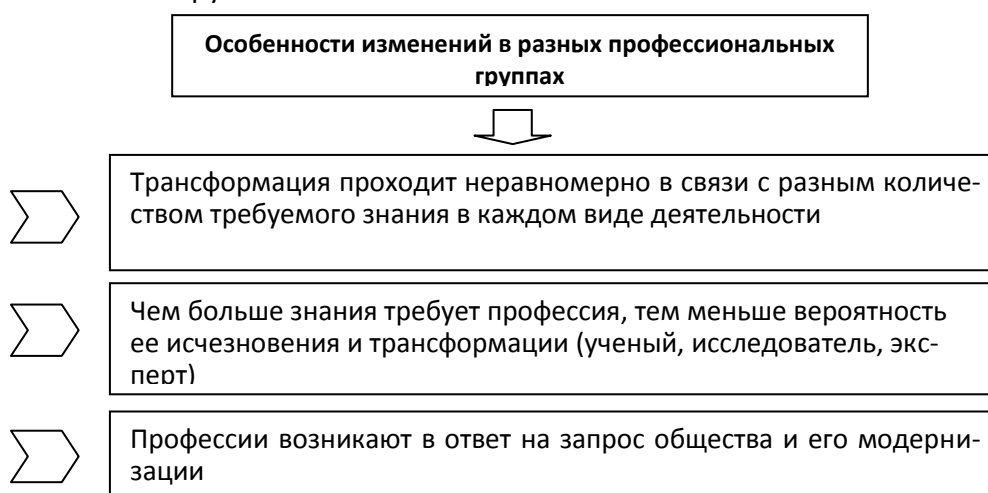 Особенности изменений в разных профессиональных
группах
Трансформация проходит неравномерно в связи с разным количе-
ством требуемого знания в каждом виде деятельности
Чем больше знания требует профессия, тем меньше вероятность
ее исчезновения и трансформации (ученый, исследователь, экс-
перт)
Профессии возникают в ответ на запрос общества и его модерни-
зации